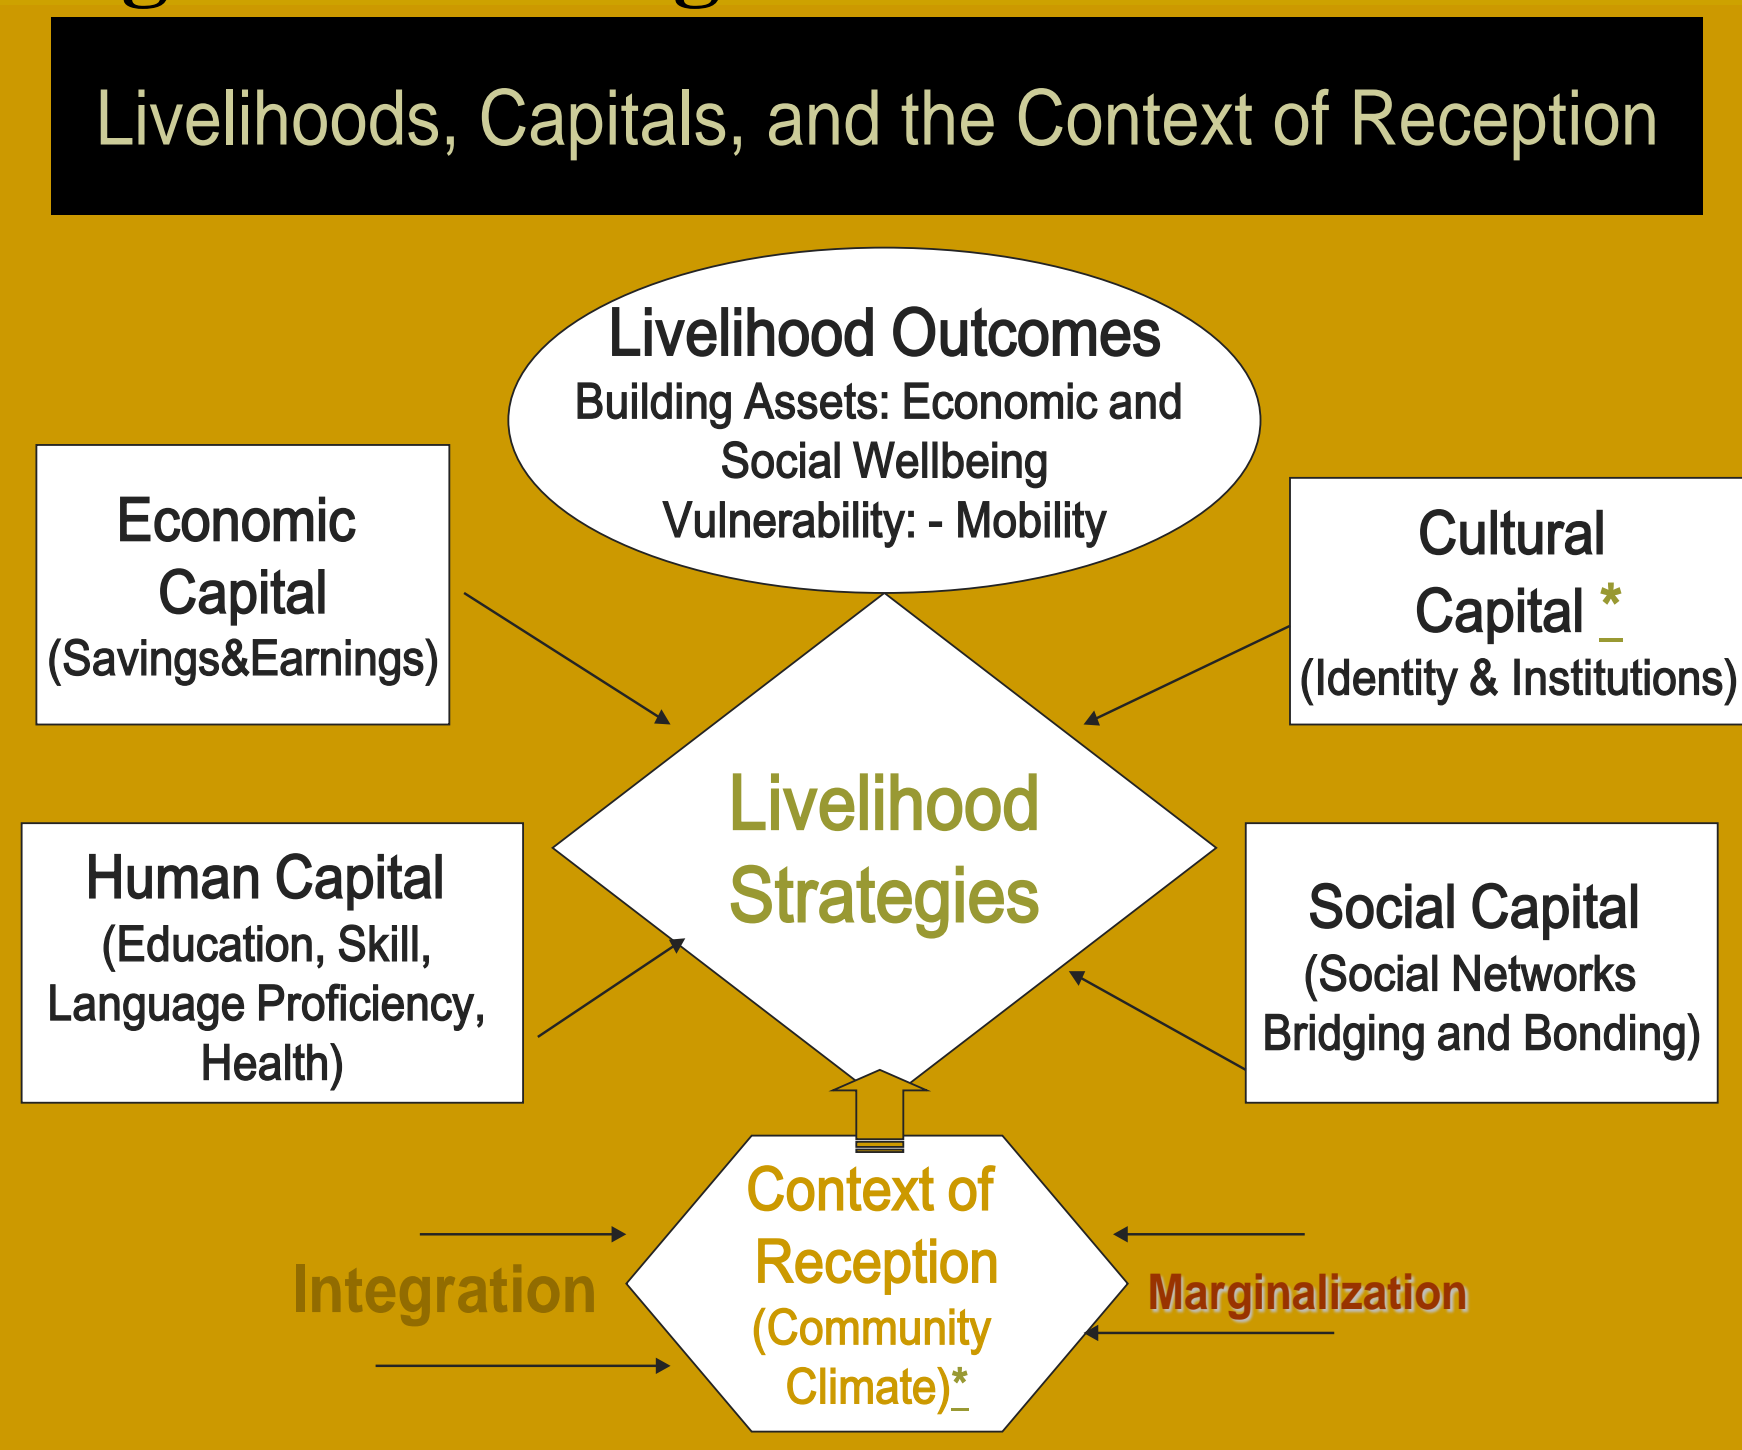 Livelihoods, Capitals, and the Context of Reception
Livelihood Outcomes
Building Assets: Economic and
Social Wellbeing
Vulnerability: - Mobility
Economic
Capital
(Savings&Earnings)
Cultural
Capital *
(Identity & Institutions)
Livelihood
Strategies
Human Capital
(Education, Skill,
Language Proficiency,
Health)
Social Capital
(Social Networks
Bridging and Bonding)
Context of
Reception
(Community
Climate)*
Integration
Marginalization